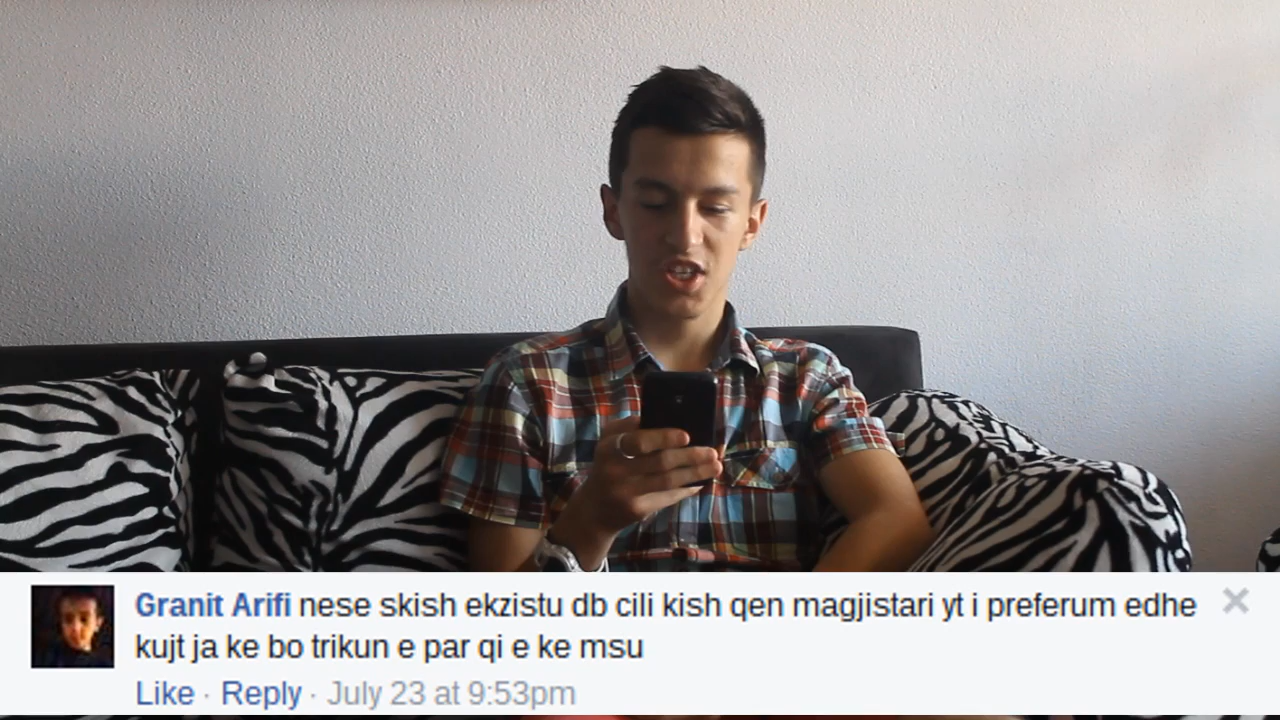 Granit Arifi nese skish ekzistu db cili kish qen magjistari yt i preferum edhe
kujt ja ke bo trikun e par qi e ke msu
Like · Reply · July 23 at 9:53pm